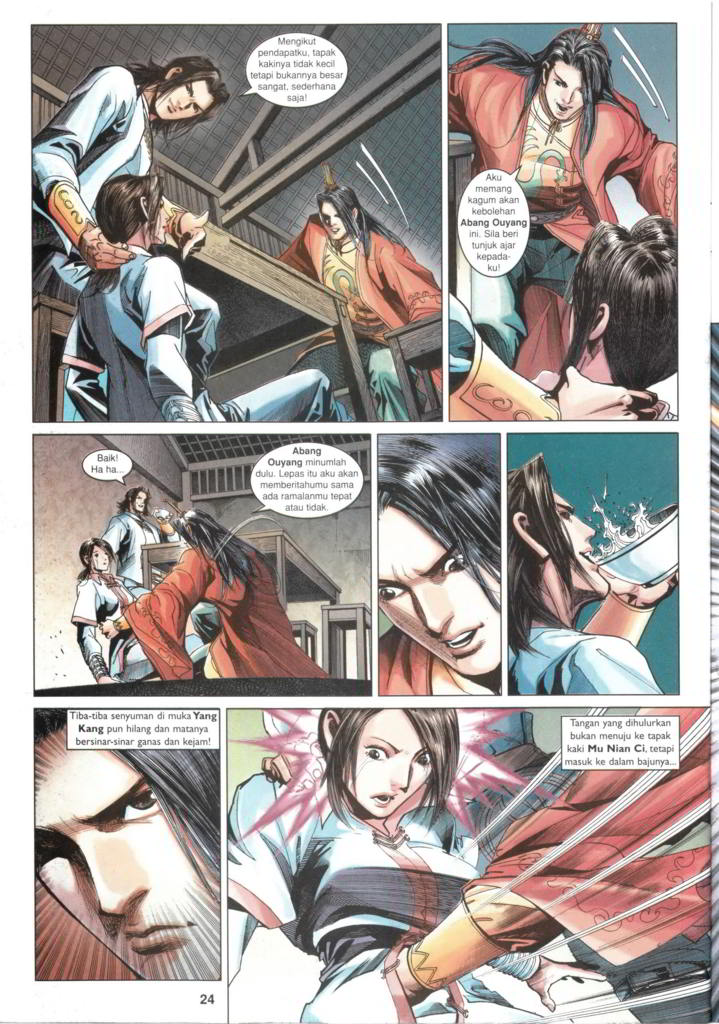 Mengikut
pendapatku, tapak
kakinya tidak kecil
tetapi bukannya besar
sangat, sederhana
saja!
Aku
memang
kagum akan
kebolehan
Abang Ouyang
ini. Sila beri
tunjuk ajar
kepada-
ku!
Baik!
Ha ha...
Abang
Ouyang minumlah
dulu. Lepas itu aku akan
memberitahumu sama
ada ramalanmu tepat
atau tidak.
Tiba-tiba senyuman di muka Yang
Kang pun hilang dan matanya
bersinar-sinar ganas dan kejam!
Tangan yang dihulurkan
bukan menuju ke tapak
kaki Mu Nian Ci, tetapi
masuk ke dalam bajunya...
24